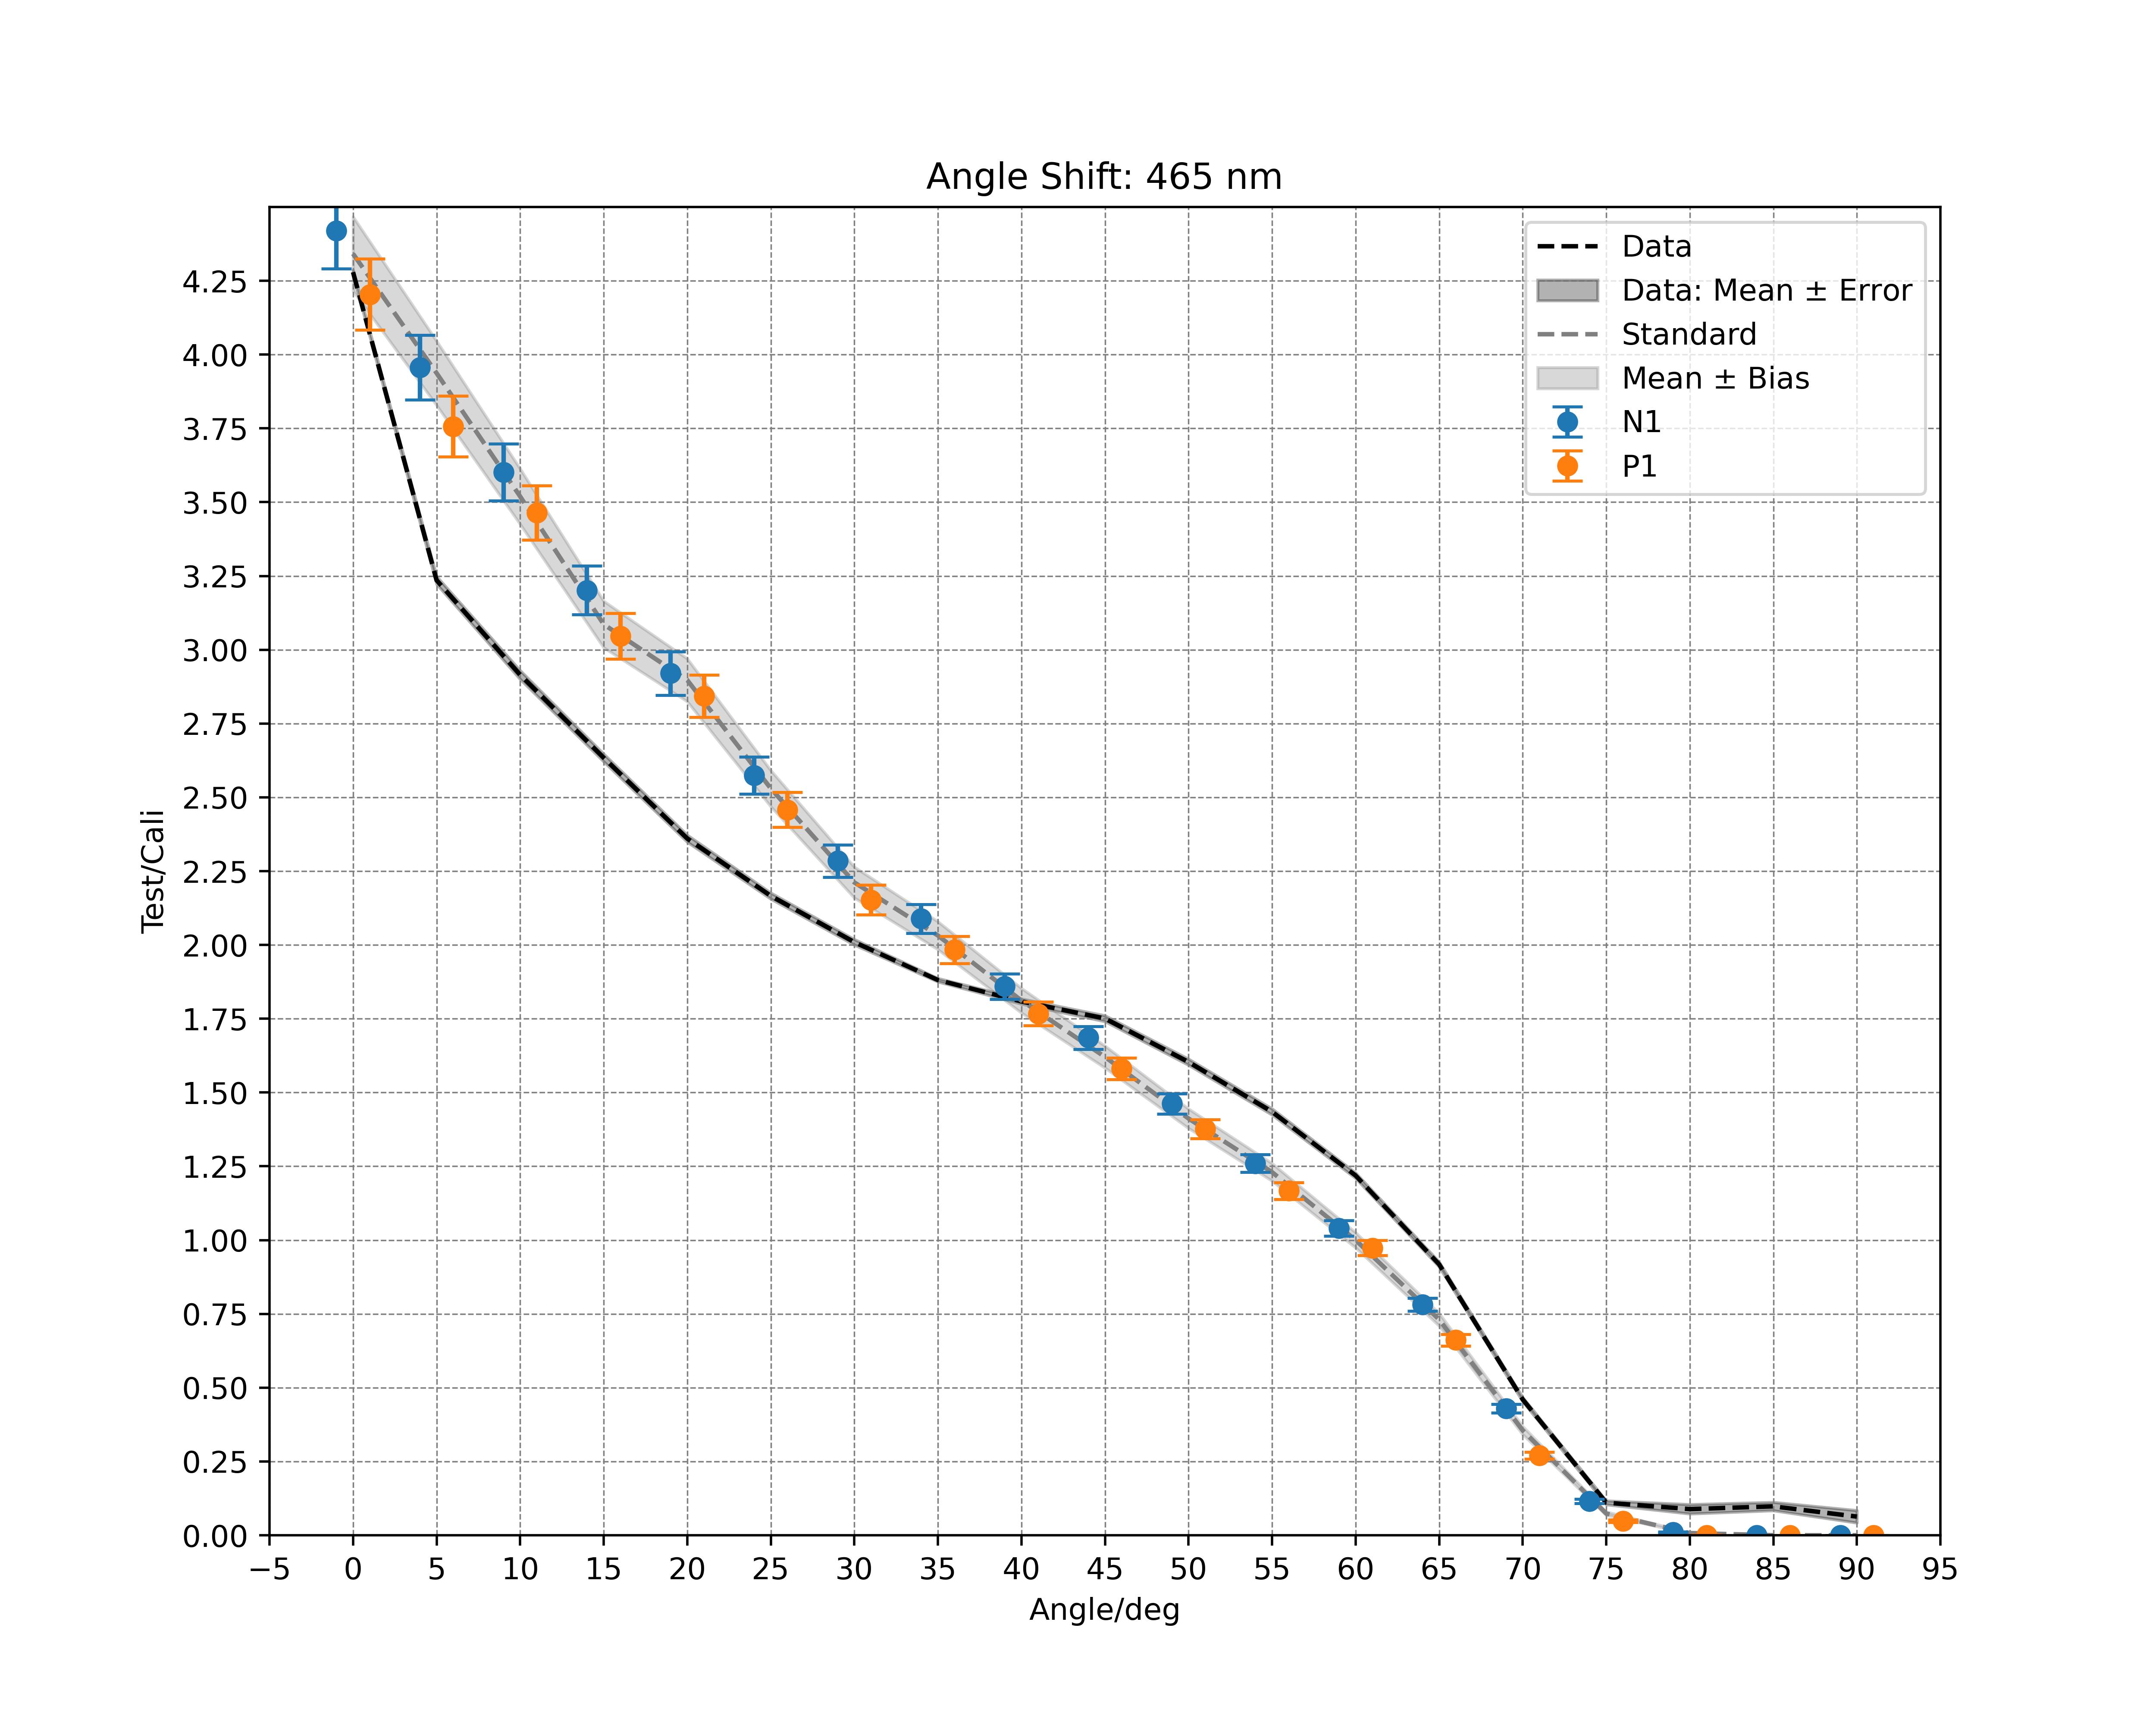 Angle Shift: 465 nm
Data
Data: Mean ± Error
Standard
Mean ± Bias
N1
P1
4.25
4.00
3.75
3.50
3.25
3.00
2.75
2.50
2.25
2.00
1.75
1.50
1.25
1.00
0.75
0.50
0.25
0.00
Test/Cali
−5 0 5 10 15 20 25 30 35 40 45 50 55 60 65 70 75 80 85 90 95
Angle/deg